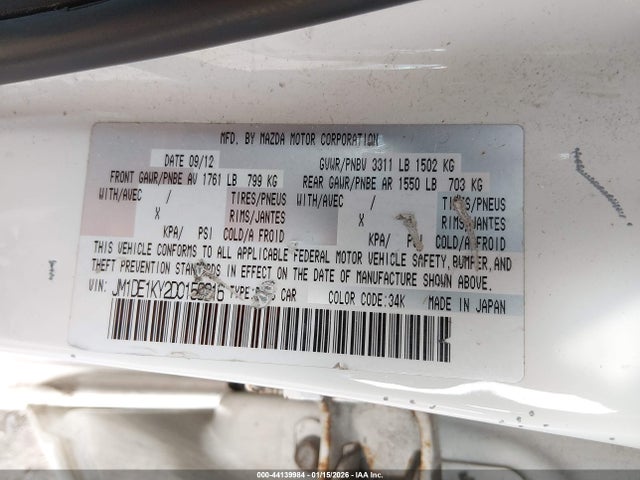 MFD. BY MAZDA MOTOR CORPORATION
DATE 09/12 GVWR/PNBV 3311 LB 1502 KG
FRONT GAWR/PNBE AV 1761 LB 799 KG REAR GAWR/PNBE AR 1550 LB 703 KG
WITH/AVEC / TIRES/PNEUS WITH/AVEC / TIRES/PNEUS
X RIMS/JANTES X RIMS/JANTES
KPA/ PSI COLD/A FROID KPA/ PSI COLD/A FROID
THIS VEHICLE CONFORMS TO ALL APPLICABLE FEDERAL MOTOR VEHICLE SAFETY, BUMPER, AND
THEFT PREVENTION STANDARDS IN EFFECT ON THE DATE OF MANUFACTURE SHOWN ABOVE.
VIN: TYPE: CAR COLOR CODE:34K MADE IN JAPAN
000-44139984 - 01/15/2026 - IAA Inc.